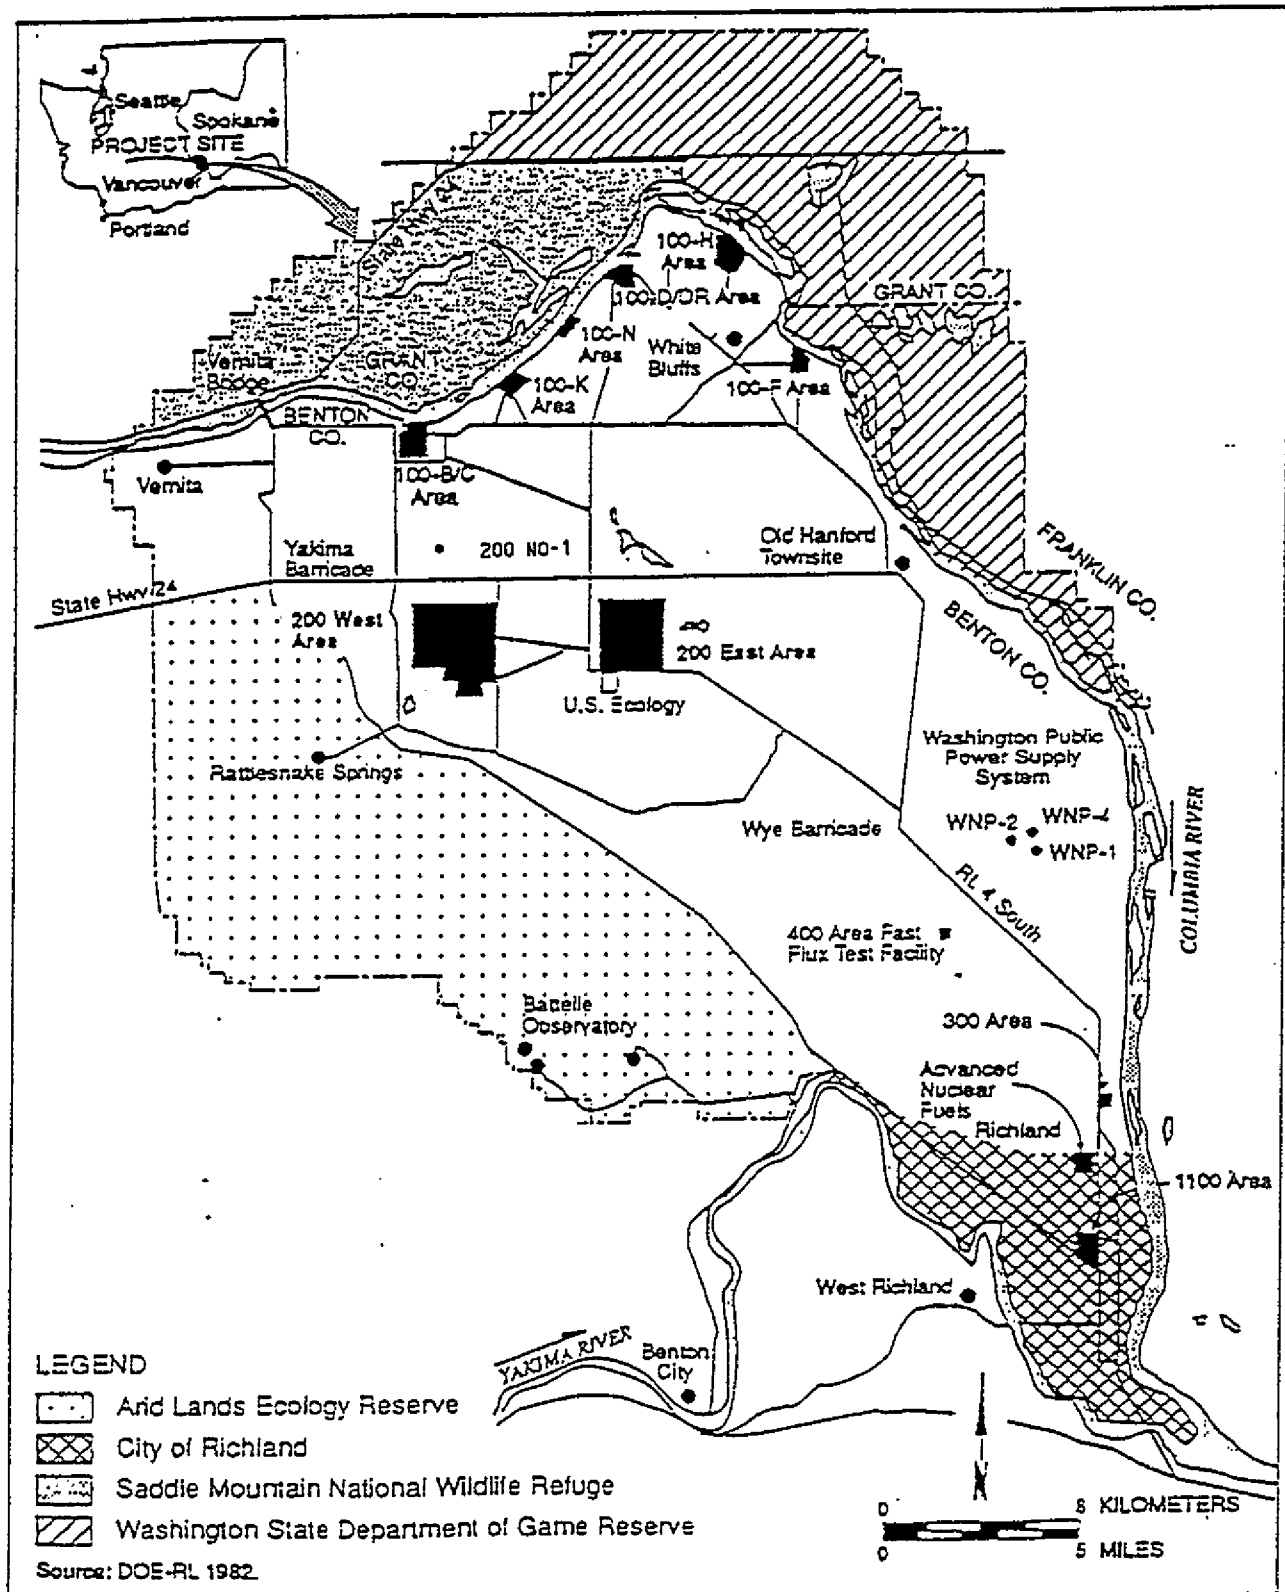 Seattle
Spokane
PROJECT SITE
Vancouver
Portland
State Hwy 24
100-H
Area
100-D/DR Area
GRANT CO.
100-N
Area
White
Bluffs
Vernita
Bridge
GRANT
CO.
100-K
Area
100-F Area
BENTON
CO.
Vernita
100-B/C
Area
Yakima
Barricade
200 NO-1
Old Hanford
Townsite
FRANKLIN CO.
BENTON CO.
State Hwy 24
200 West
Area
200 East Area
U.S. Ecology
Rattlesnake Springs
Washington Public
Power Supply
System
Wye Barricade
WNP-2
WNP-4
WNP-1
COLUMBIA RIVER
Rt. 4 South
400 Area Fast
Flux Test Facility
Battelle
Observatory
300 Area
Advanced
Nuclear
Fuels
Richland
1100 Area
West Richland
YAKIMA RIVER
Benton
City
N
LEGEND
Arid Lands Ecology Reserve
City of Richland
Saddle Mountain National Wildlife Refuge
Washington State Department of Game Reserve
Source: DOE-RL 1982.
0 8 KILOMETERS
0 5 MILES